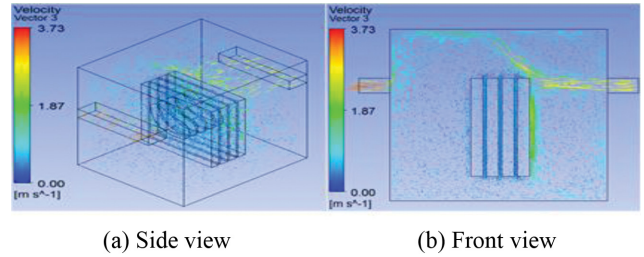 Velocity
Vector 3
3.73
1.87
0.00
[m s^-1]
Velocity
Vector 3
3.73
1.87
0.00
[m s^-1]
(a) Side view
(b) Front view